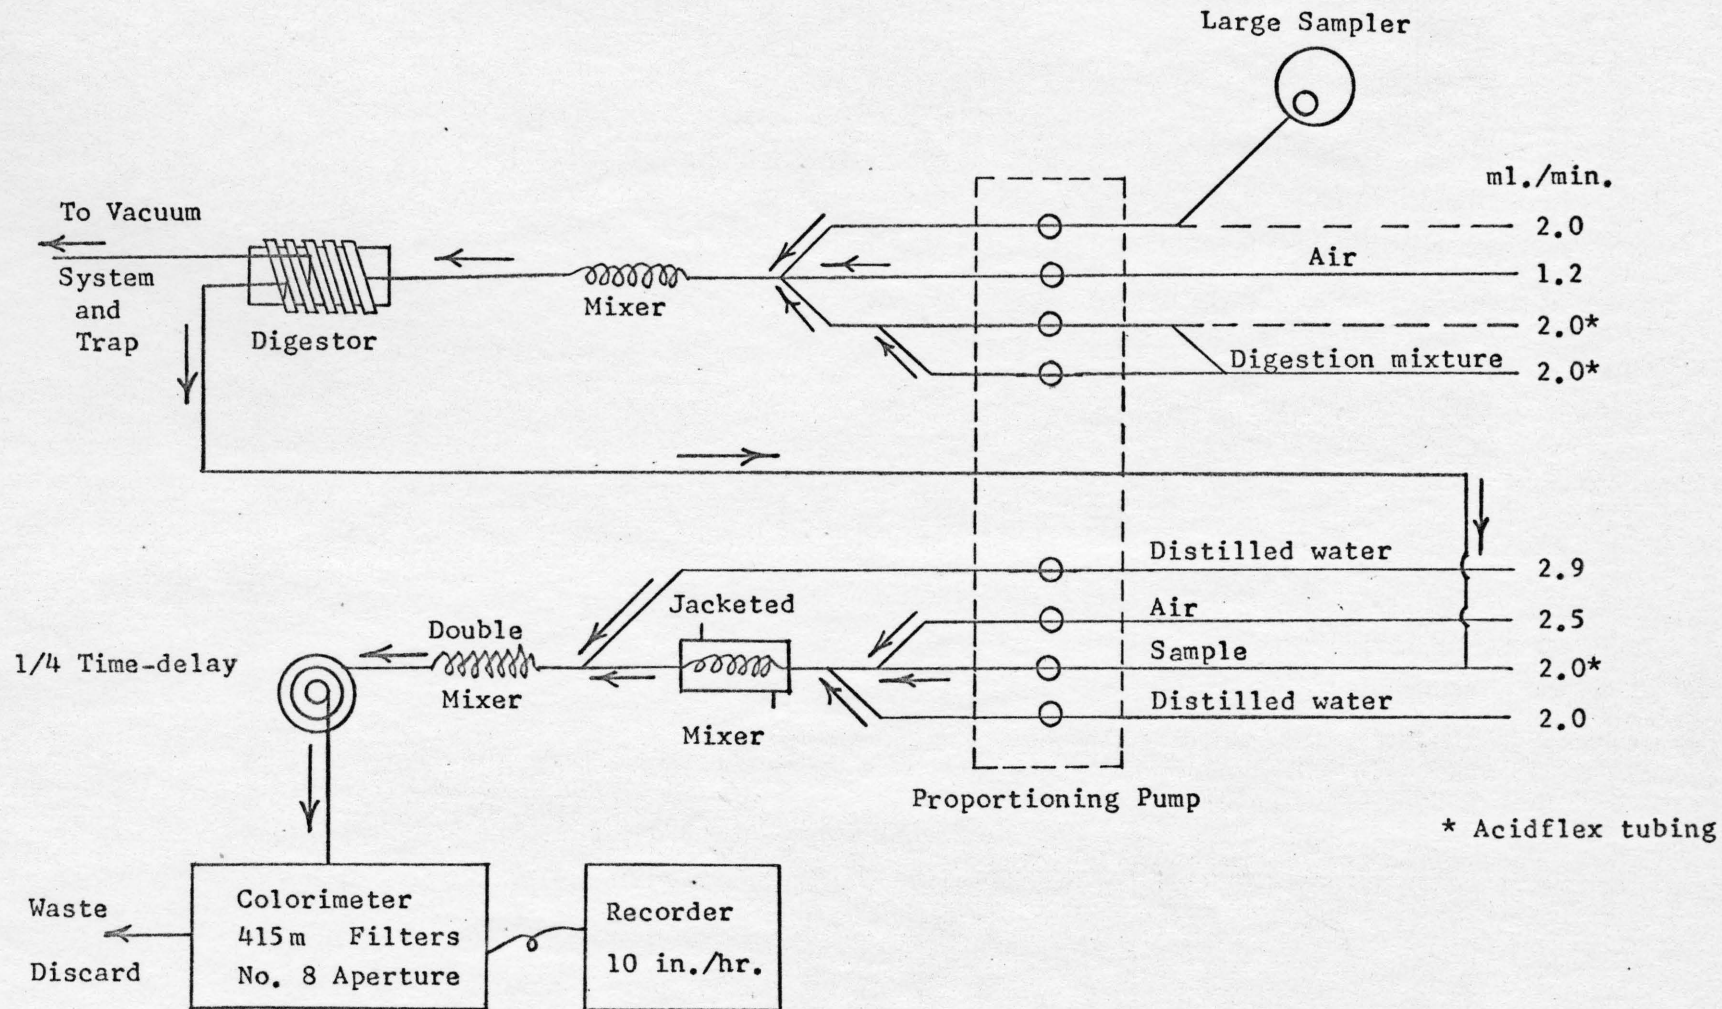 Large Sampler
ml./min.
To Vacuum
System
and
Trap
Digestor
Mixer
2.0
Air
1.2
2.0*
Digestion mixture
2.0*
Distilled water
2.9
Jacketed
Air
2.5
Double
1/4 Time-delay
Sample
2.0*
Mixer
Distilled water
2.0
Mixer
Proportioning Pump
* Acidflex tubing
Waste
Discard
Colorimeter
415m Filters
No. 8 Aperture
Recorder
10 in./hr.